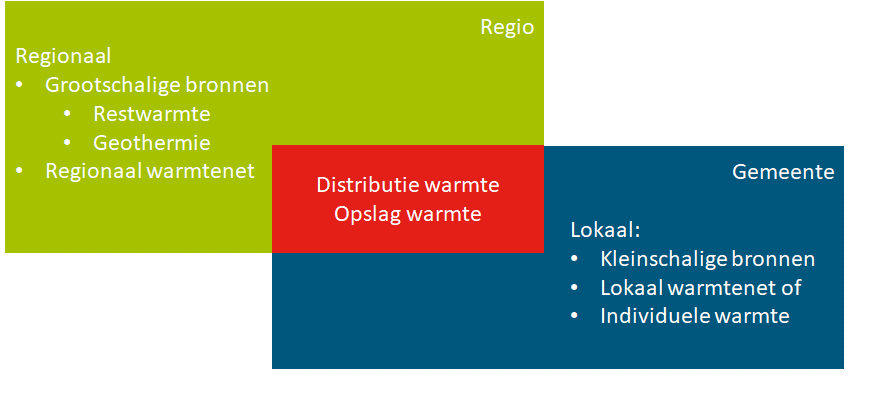 Regio
Regionaal
• Grootschalige bronnen
• Restwarmte
• Geothermie
• Regionaal warmtenet
Distributie warmte
Opslag warmte
Gemeente
Lokaal:
• Kleinschalige bronnen
• Lokaal warmtenet of
• Individuele warmte